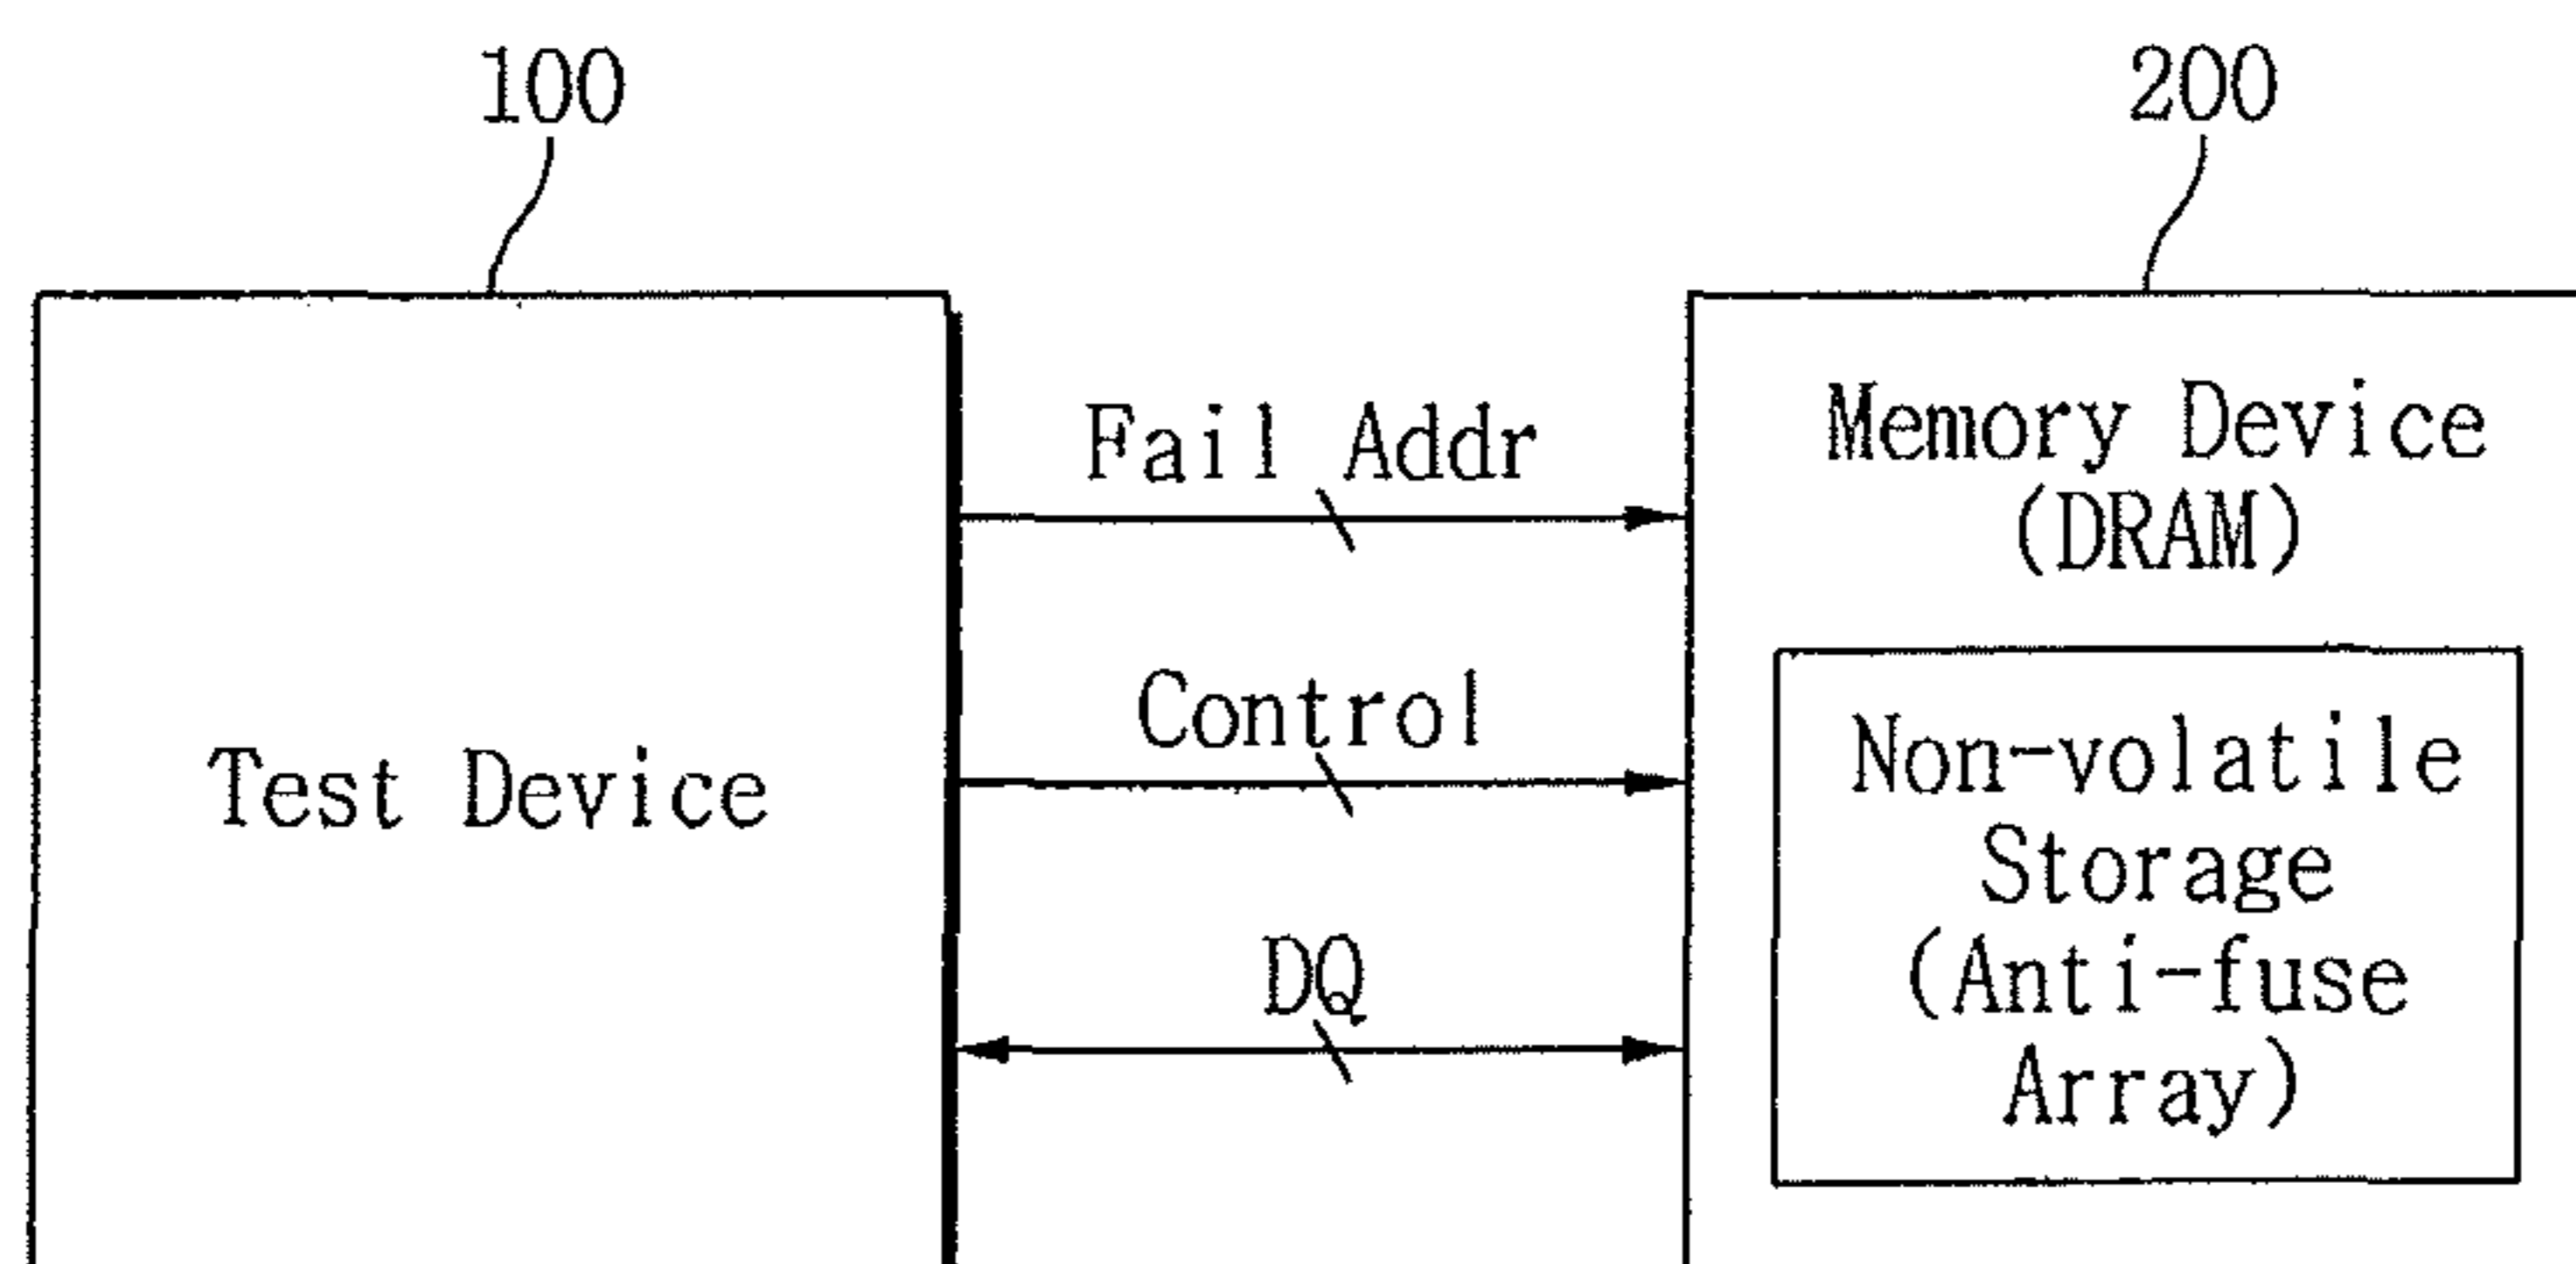 100
200
Test Device
Fail Addr
Control
DQ
Memory Device
(DRAM)
Non-volatile
Storage
(Anti-fuse
Array)